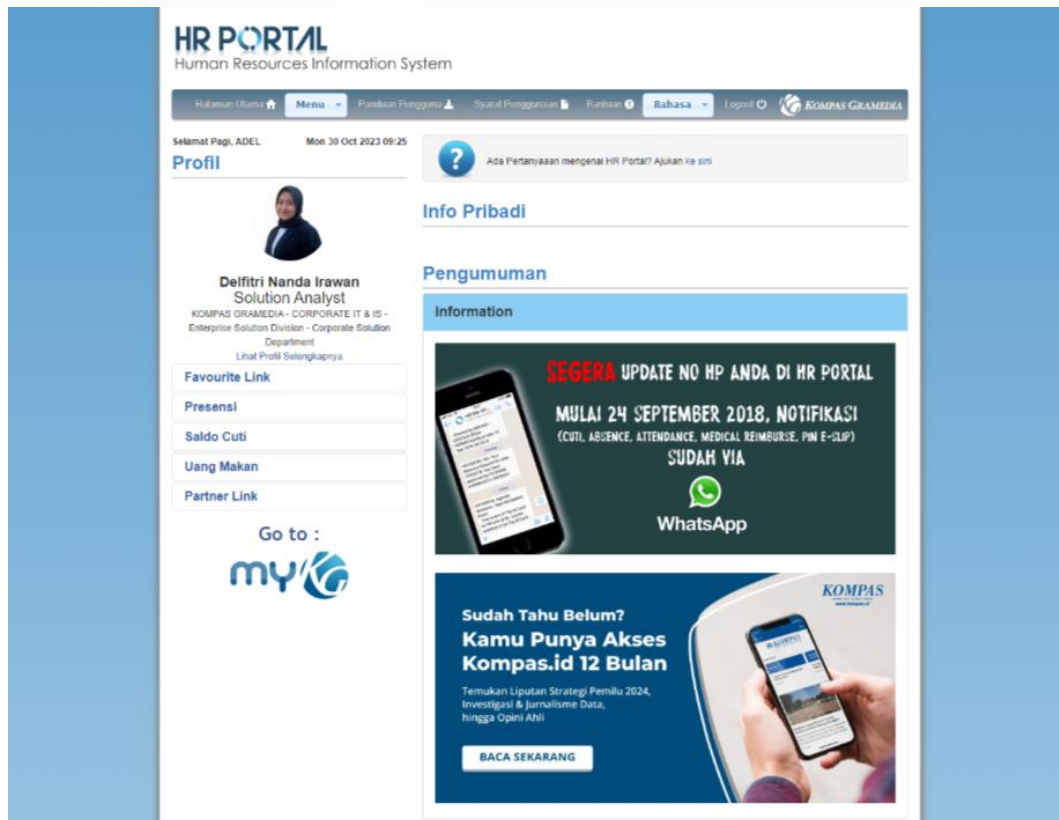 HR PORTAL
Human Resources Information System
Halaman Utama
Menu
Panduan Pengguna
Syarat Penggunaan
Bantuan
Bahasa
Logout
KOMPAS GRAMEDIA
Selamat Pagi, ADEL
Mon 30 Oct 2023 09:25
Profil
Delfitri Nanda Irawan
Solution Analyst
KOMPAS GRAMEDIA - CORPORATE IT & IS -
Enterprise Solution Division - Corporate Solution
Department
Lihat Profil Selengkapnya
Favourite Link
Presensi
Saldo Cuti
Uang Makan
Partner Link
Go to :
myKG
Ada Pertanyaaan mengenai HR Portal? Ajukan ke sini
Info Pribadi
Pengumuman
Information
SEGERA UPDATE NO HP ANDA DI HR PORTAL
MULAI 24 SEPTEMBER 2018, NOTIFIKASI
(CUTI, ABSENCE, ATTENDANCE, MEDICAL REIMBURSE, PIN E-SLIP)
SUDAH VIA
WhatsApp
KOMPAS
Sudah Tahu Belum?
Kamu Punya Akses
Kompas.id 12 Bulan
Temukan Liputan Strategi Pemilu 2024,
Investigasi & Jurnalisme Data,
hingga Opini Ahli
BACA SEKARANG